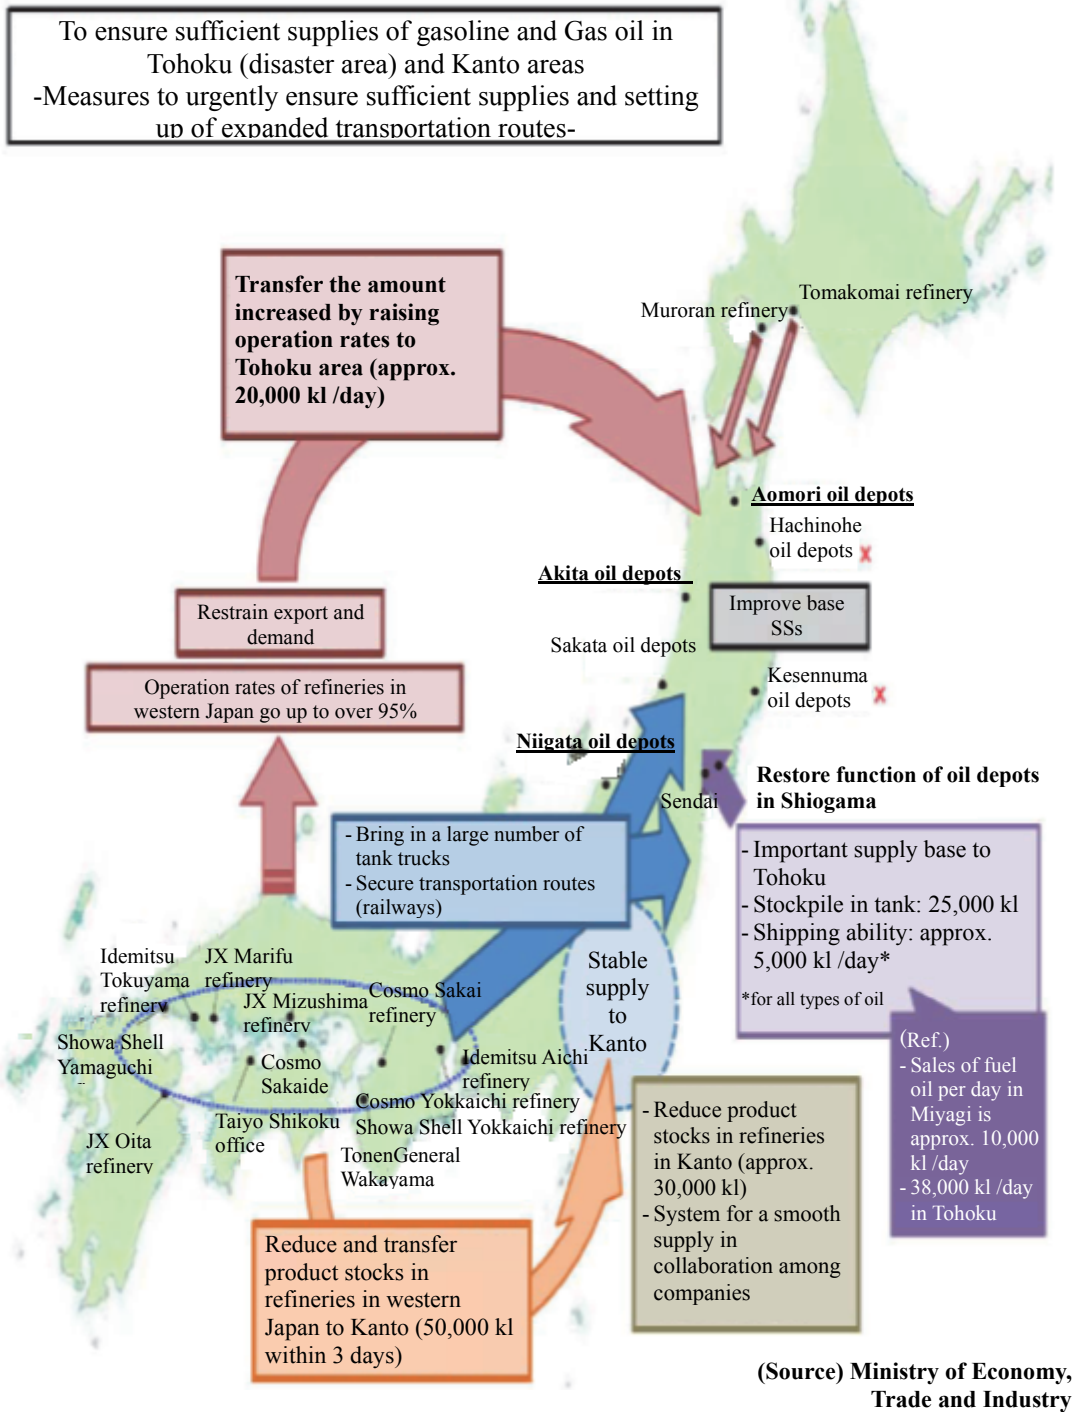 To ensure sufficient supplies of gasoline and Gas oil in
Tohoku (disaster area) and Kanto areas
-Measures to urgently ensure sufficient supplies and setting
up of expanded transportation routes-
Transfer the amount
increased by raising
operation rates to
Tohoku area (approx.
20,000 kl /day)
Tomakomai refinery
Muroran refinery
Aomori oil depots
Hachinohe
oil depots x
Akita oil depots
Improve base
SSs
Restrain export and
demand
Sakata oil depots
Kesennuma
oil depots x
Operation rates of refineries in
western Japan go up to over 95%
Niigata oil depots
Restore function of oil depots
in Shiogama
Sendai
- Bring in a large number of
tank trucks
- Secure transportation routes
(railways)
- Important supply base to
Tohoku
- Stockpile in tank: 25,000 kl
- Shipping ability: approx.
5,000 kl /day*
*for all types of oil
Stable
supply
to
Kanto
Idemitsu
Tokuyama
refinery
JX Marifu
refinery
JX Mizushima
refinery
Cosmo Sakai
refinery
Showa Shell
Yamaguchi
Cosmo
Sakaide
Idemitsu Aichi
refinery
Cosmo Yokkaichi refinery
Showa Shell Yokkaichi refinery
Taiyo Shikoku
office
JX Oita
refinery
TonenGeneral
Wakayama
(Ref.)
- Sales of fuel
oil per day in
Miyagi is
approx. 10,000
kl /day
- 38,000 kl /day
in Tohoku
- Reduce product
stocks in refineries
in Kanto (approx.
30,000 kl)
- System for a smooth
supply in
collaboration among
companies
Reduce and transfer
product stocks in
refineries in western
Japan to Kanto (50,000 kl
within 3 days)
(Source) Ministry of Economy,
Trade and Industry